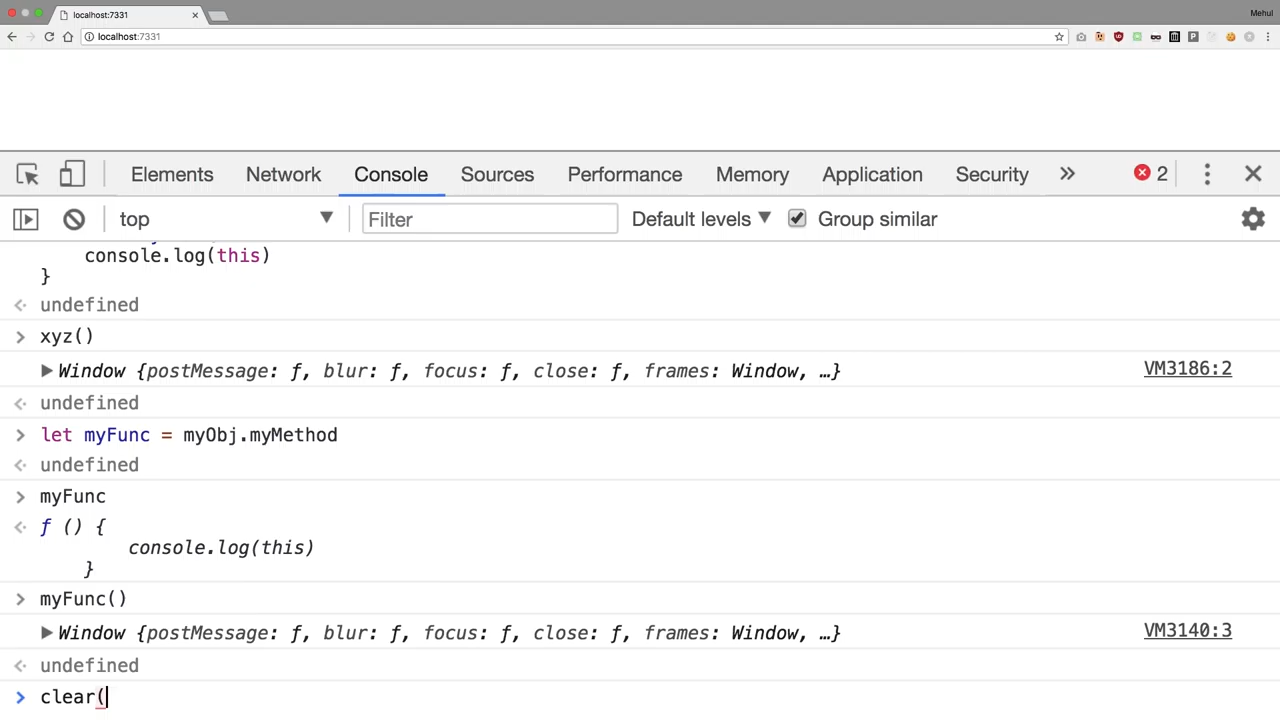 localhost:7331
Mehul
localhost:7331
Elements Network Console Sources Performance Memory Application Security 2
top Filter Default levels Group similar
console.log(this)
}
undefined
xyz()
Window {postMessage: ƒ, blur: ƒ, focus: ƒ, close: ƒ, frames: Window, …} VM3186:2
undefined
let myFunc = myObj.myMethod
undefined
myFunc
ƒ () {
console.log(this)
}
myFunc()
Window {postMessage: ƒ, blur: ƒ, focus: ƒ, close: ƒ, frames: Window, …} VM3140:3
undefined
clear(